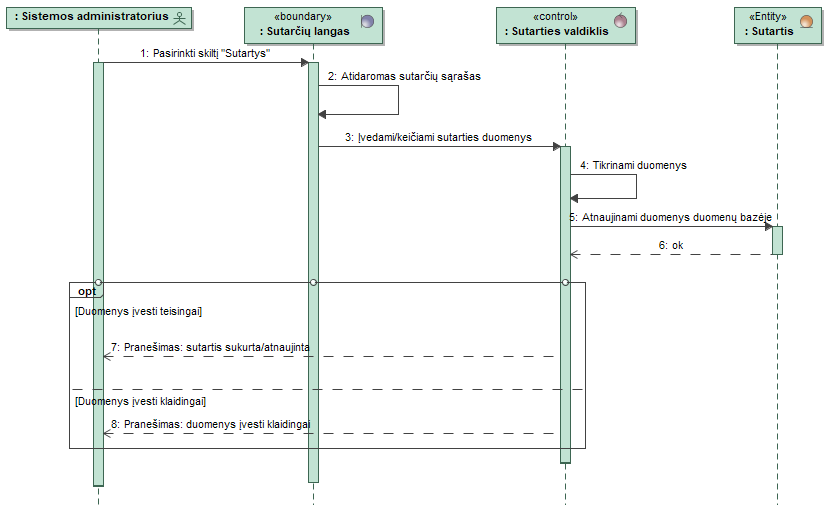 : Sistemos administratorius
«boundary»
: Sutarčių langas
«control»
: Sutarties valdiklis
«Entity»
: Sutartis
1: Pasirinkti skiltį "Sutartys"
2: Atidaromas sutarčių sąrašas
3: Įvedami/keičiami sutarties duomenys
4: Tikrinami duomenys
5: Atnaujinami duomenys duomenų bazėje
6: ok
opt
[Duomenys įvesti teisingai]
7: Pranešimas: sutartis sukurta/atnaujinta
[Duomenys įvesti klaidingai]
8: Pranešimas: duomenys įvesti klaidingai